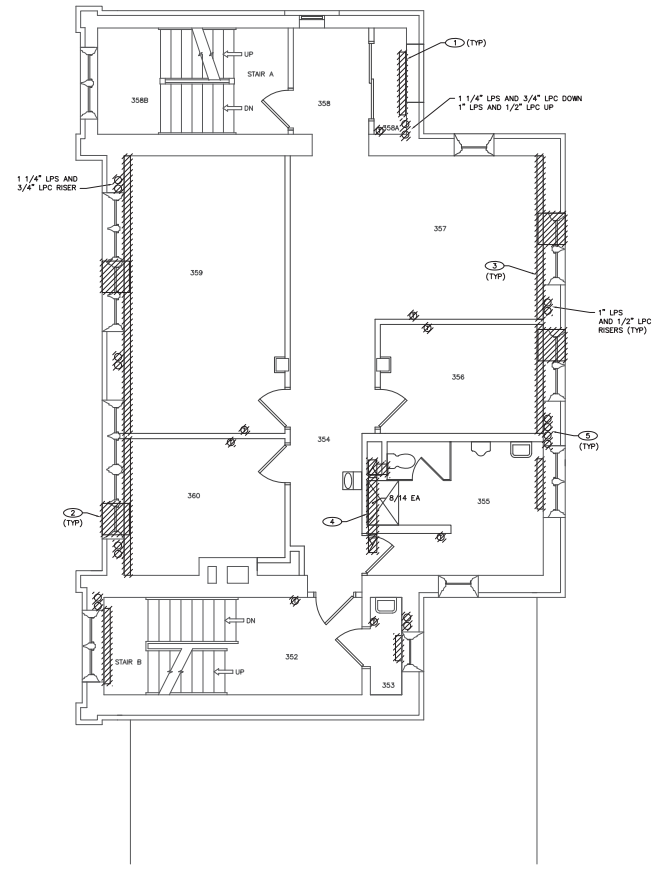 1 (TYP)
UP
STAIR A
358B
358
DN
358A
1 1/4" LPS AND 3/4" LPC DOWN
1" LPS AND 1/2" LPC UP
1 1/4" LPS AND
3/4" LPC RISER
357
359
3
(TYP)
1" LPS
AND 1/2" LPC
RISERS (TYP)
356
354
5
(TYP)
360
8/14 EA
355
2
(TYP)
4
DN
STAIR B
352
UP
353